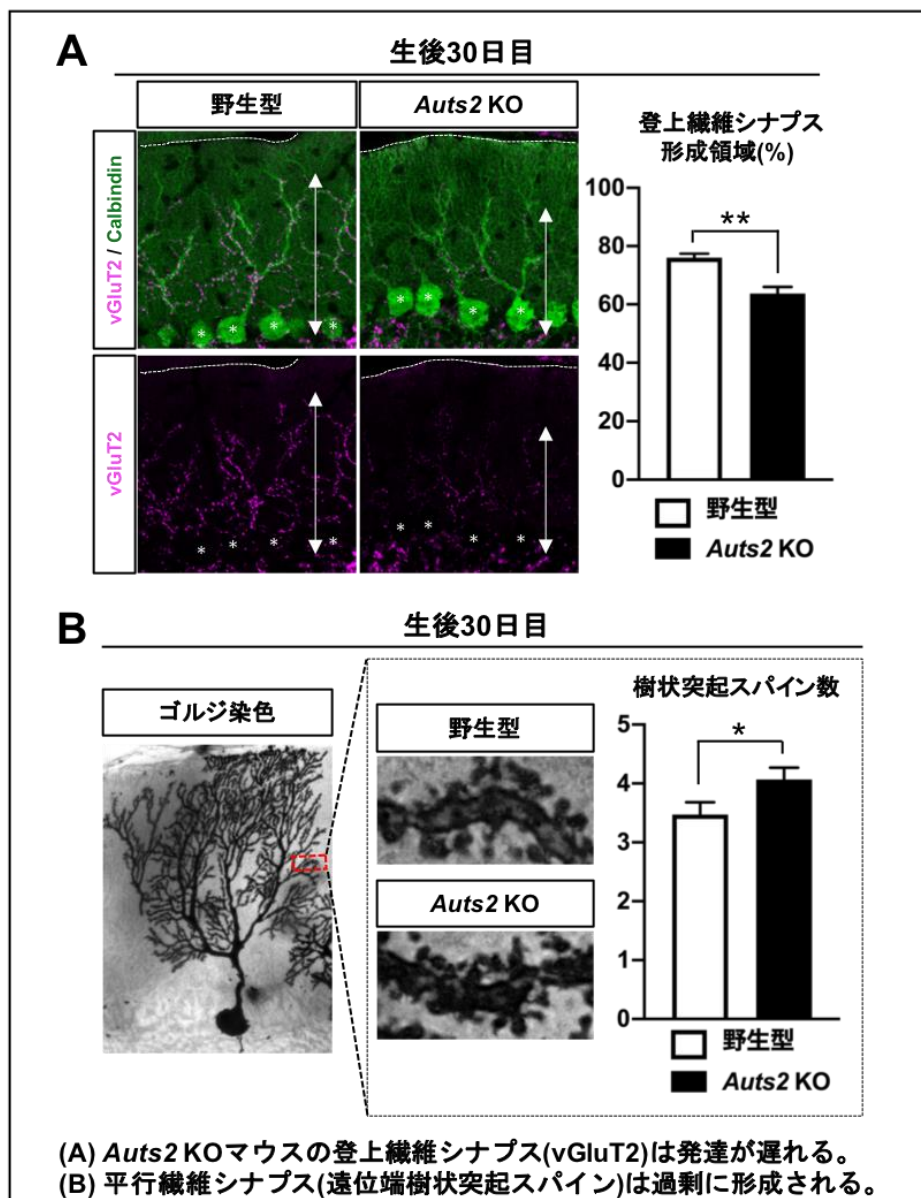 A
生後30日目
野生型
Auts2 KO
vGluT2 / Calbindin
vGluT2
* * * *
* * * *
* * * *
* * * *
登上繊維シナプス
形成領域(%)
100
80
60
40
20
0
**
野生型
Auts2 KO
B
生後30日目
ゴルジ染色
野生型
Auts2 KO
樹状突起スパイン数
5
4
3
2
1
0
*
野生型
Auts2 KO
(A) Auts2 KOマウスの登上繊維シナプス(vGluT2)は発達が遅れる。
(B) 平行繊維シナプス(遠位端樹状突起スパイン)は過剰に形成される。